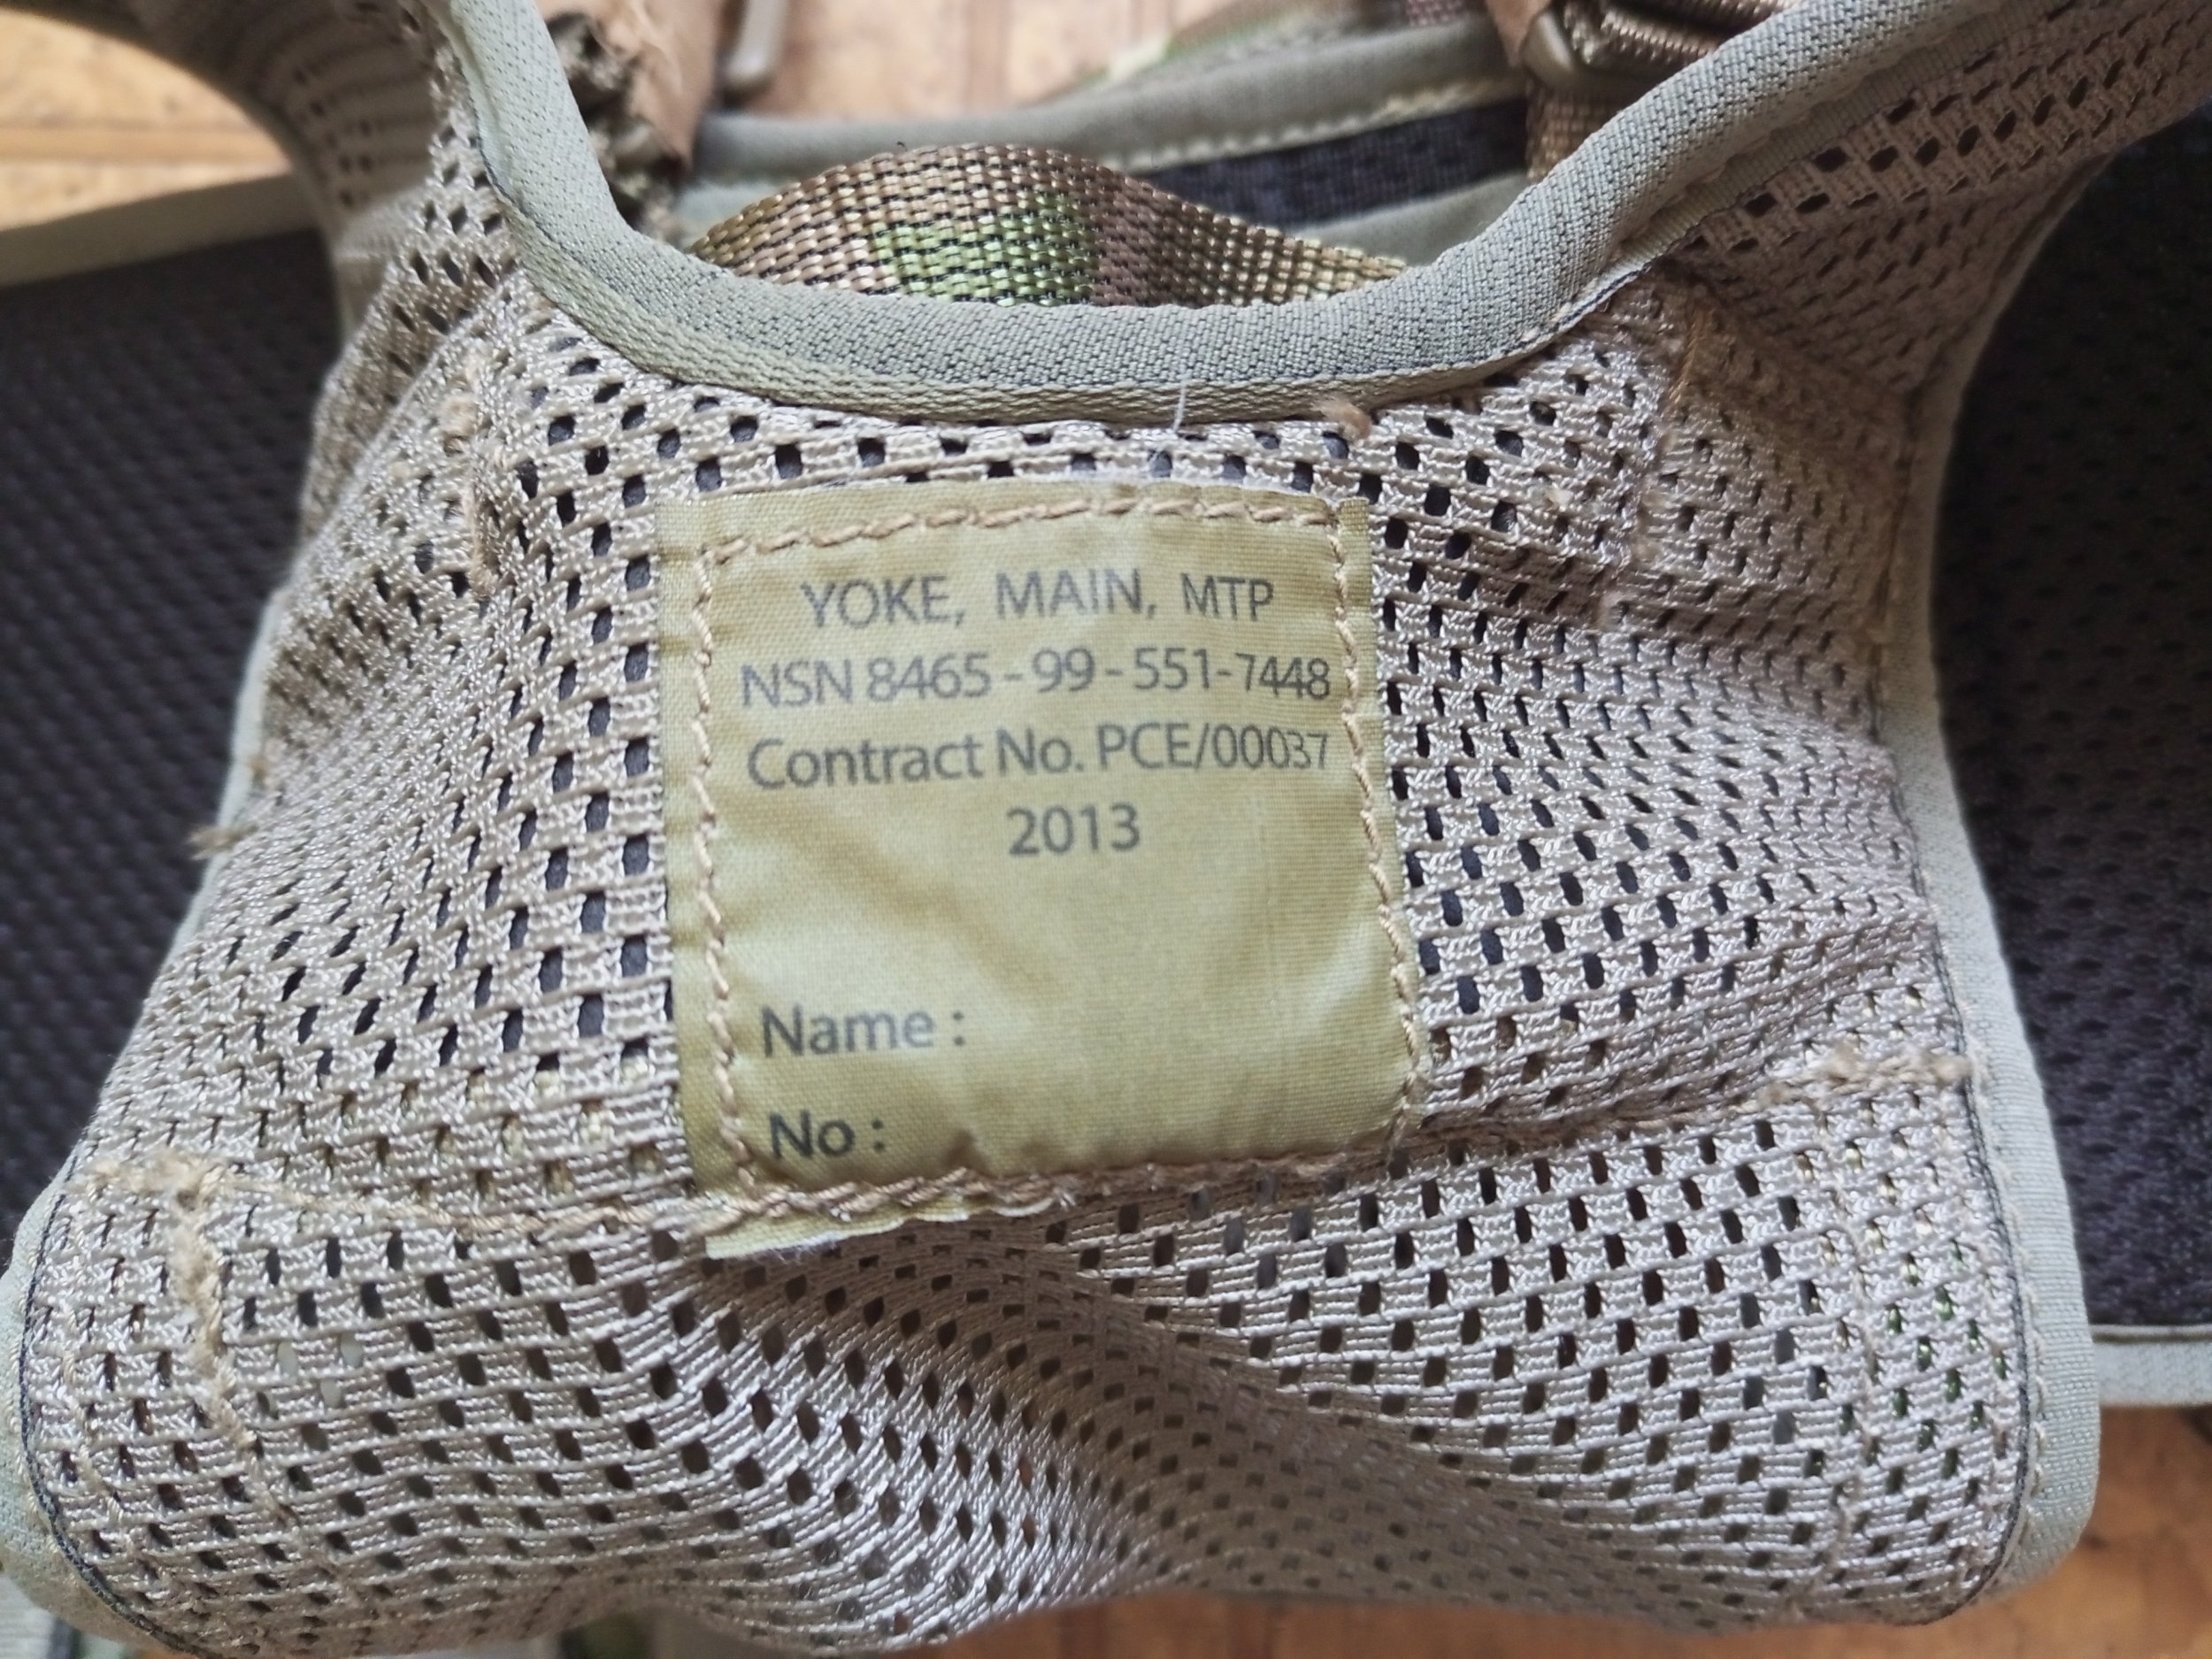 YOKE, MAIN, MTP
NSN 8465-99-551-7448
Contract No. PCE/00037
2013
Name :
No :